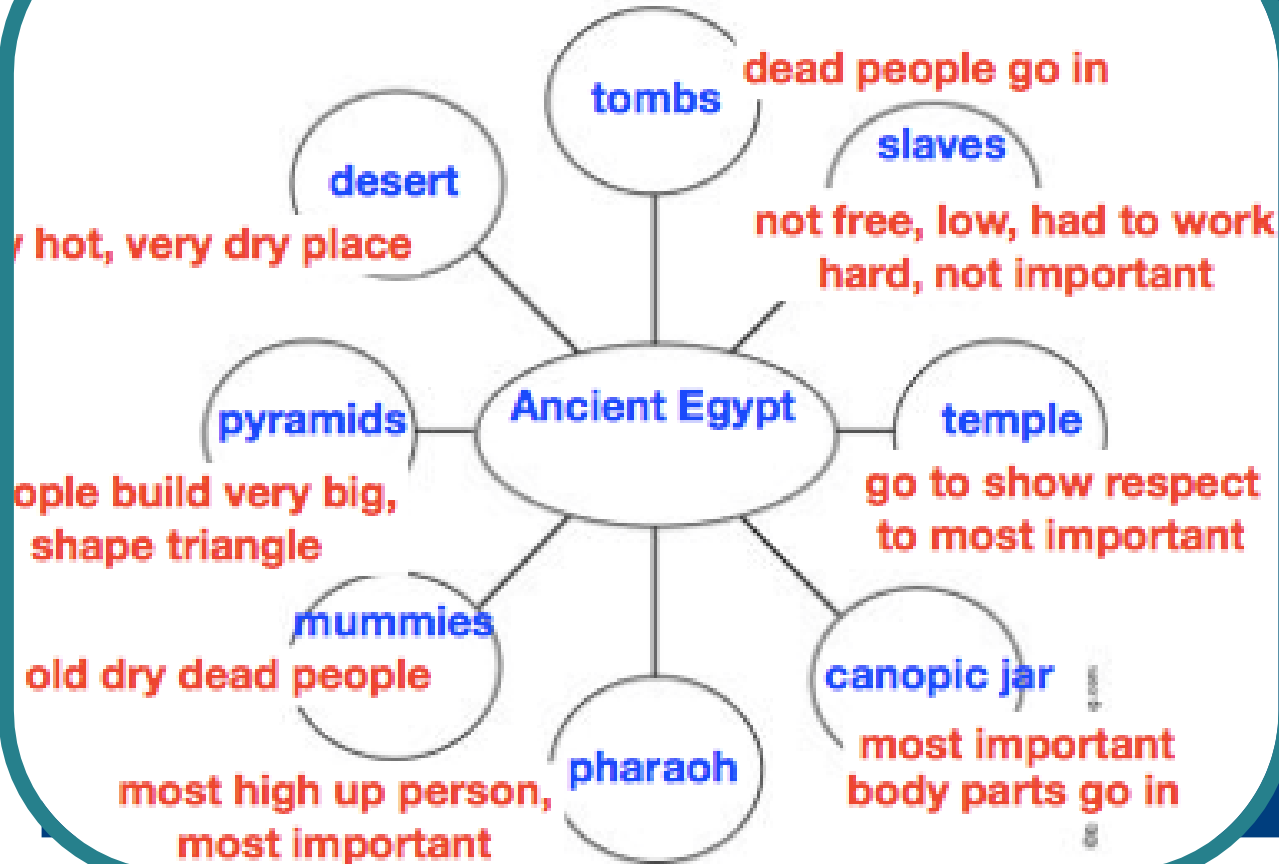 tombs
dead people go in
slaves
not free, low, had to work
hard, not important
desert
hot, very dry place
Ancient Egypt
pyramids
build very big,
shape triangle
temple
go to show respect
to most important
mummies
old dry dead people
canopic jar
most important
body parts go in
pharaoh
most high up person,
most important